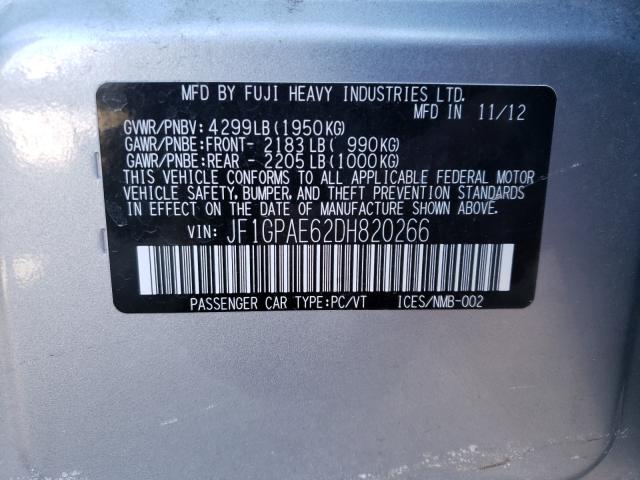 MFD BY FUJI HEAVY INDUSTRIES LTD.
MFD IN 11/12
GVWR/PNBV: 4299LB (1950KG)
GAWR/PNBE:FRONT- 2183LB ( 990KG)
GAWR/PNBE:REAR - 2205LB (1000KG)
THIS VEHICLE CONFORMS TO ALL APPLICABLE FEDERAL MOTOR
VEHICLE SAFETY, BUMPER, AND THEFT PREVENTION STANDARDS
IN EFFECT ON THE DATE OF MANUFACTURE SHOWN ABOVE.
VIN: JF1GPAE62DH820266
PASSENGER CAR TYPE:PC/VT ICES/NMB-002